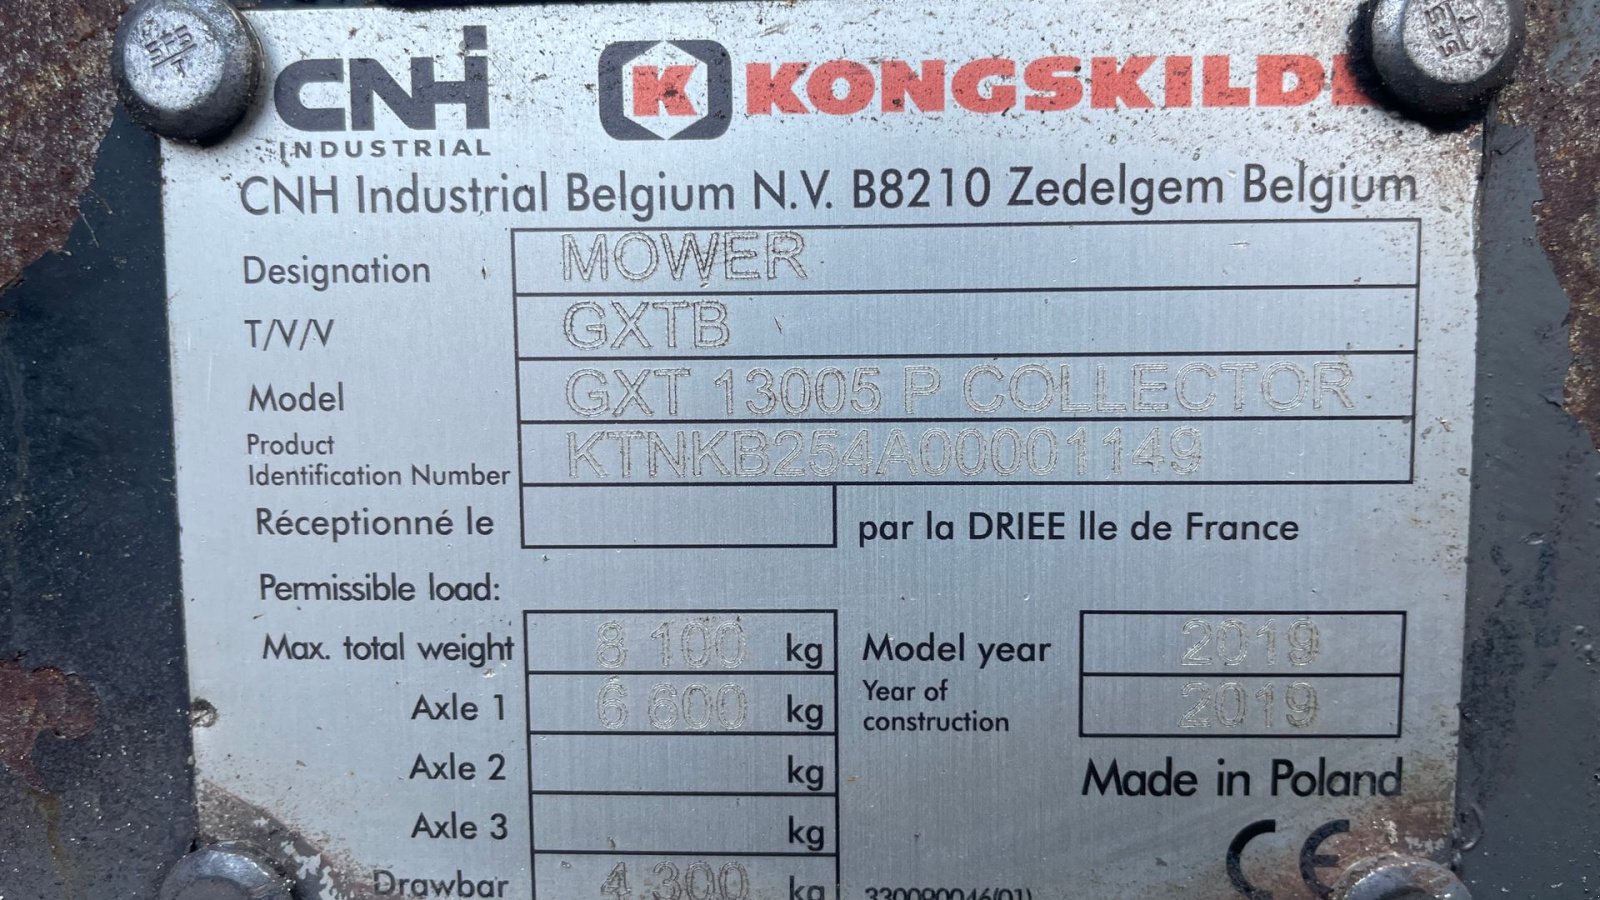 CNH
INDUSTRIAL
K KONGSKILDE
CNH Industrial Belgium N.V. B8210 Zedelgem Belgium
Designation MOWER
T/V/V GXTB
Model GXT 13005 P COLLECTOR
Product
Identification Number KTNKB254A00001149
Réceptionné le par la DRIEE Ile de France
Permissible load:
Max. total weight 8 100 kg Model year 2019
Axle 1 6 600 kg Year of
construction 2019
Axle 2 kg
Made in Poland
Axle 3 kg
CE
Drawbar 4 300 kg 330090046(01)